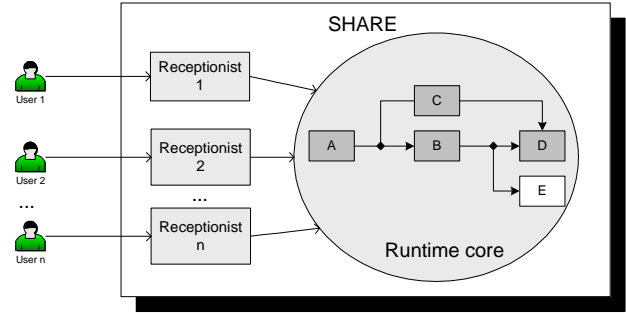 SHARE
User 1
Receptionist
1
User 2
Receptionist
2
...
...
User n
Receptionist
n
A
C
B
D
E
Runtime core